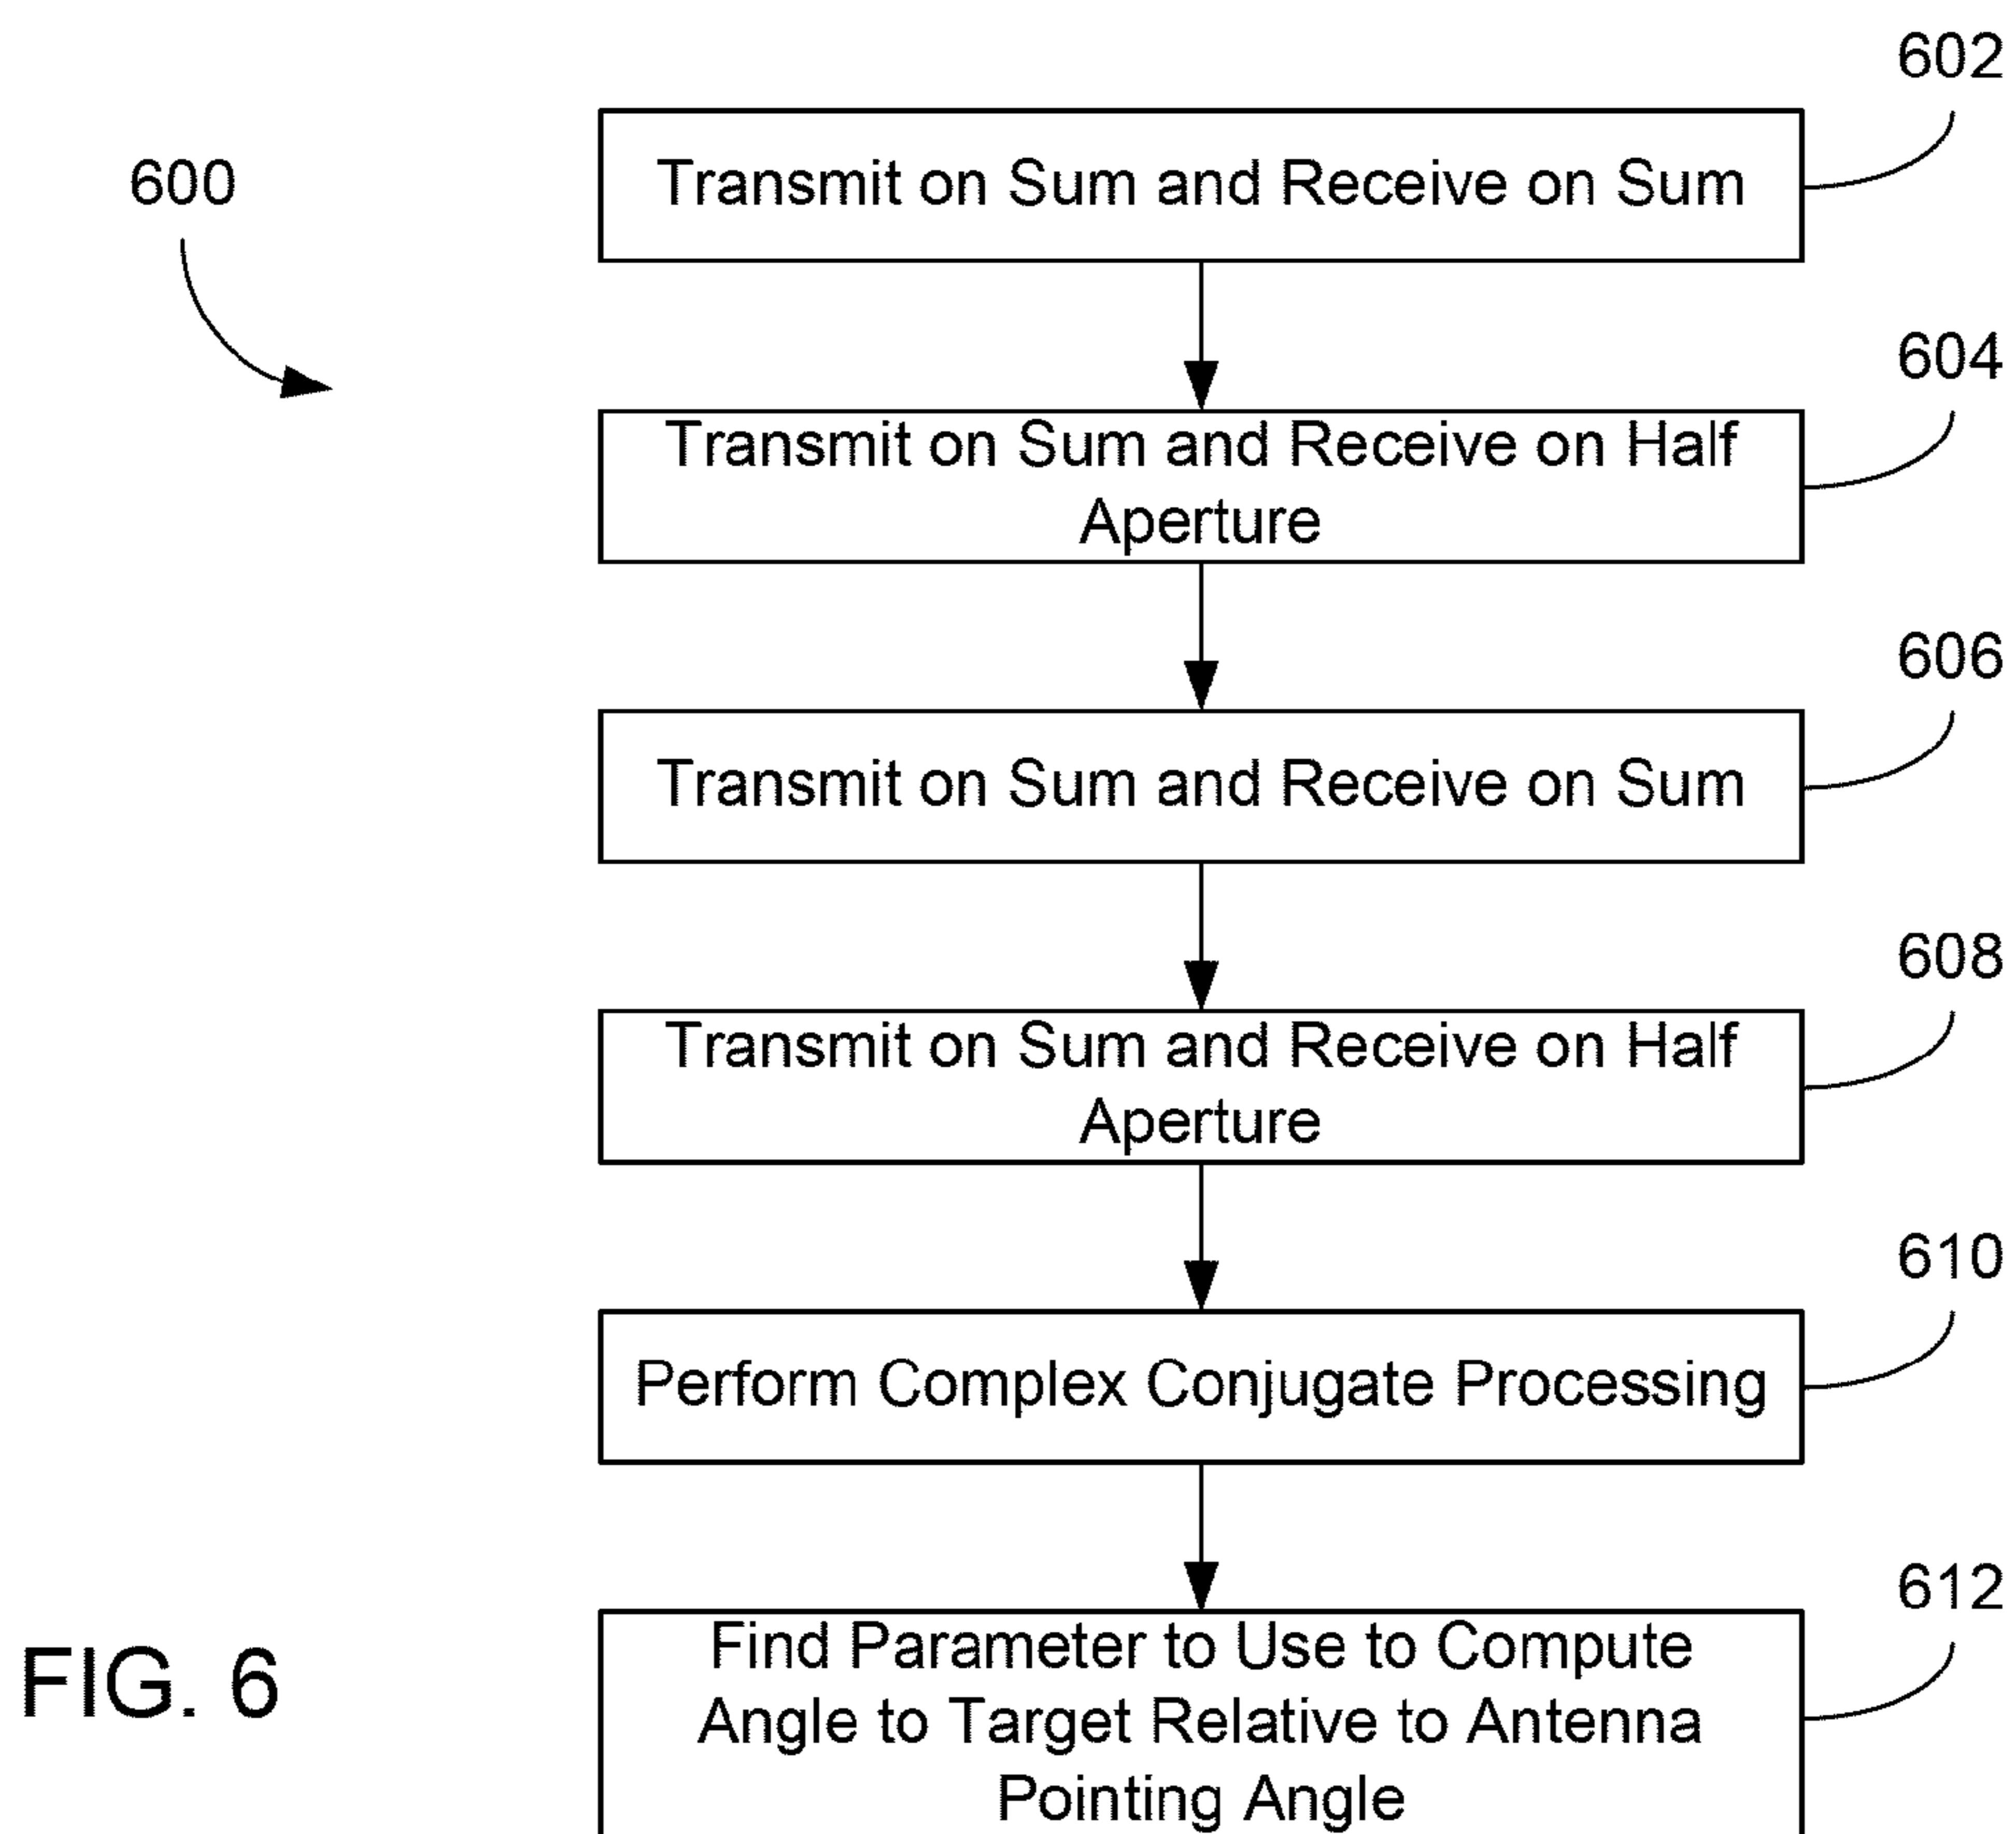 602
600
Transmit on Sum and Receive on Sum
604
Transmit on Sum and Receive on Half
Aperture
606
Transmit on Sum and Receive on Sum
608
Transmit on Sum and Receive on Half
Aperture
610
Perform Complex Conjugate Processing
612
Find Parameter to Use to Compute
Angle to Target Relative to Antenna
Pointing Angle
FIG. 6